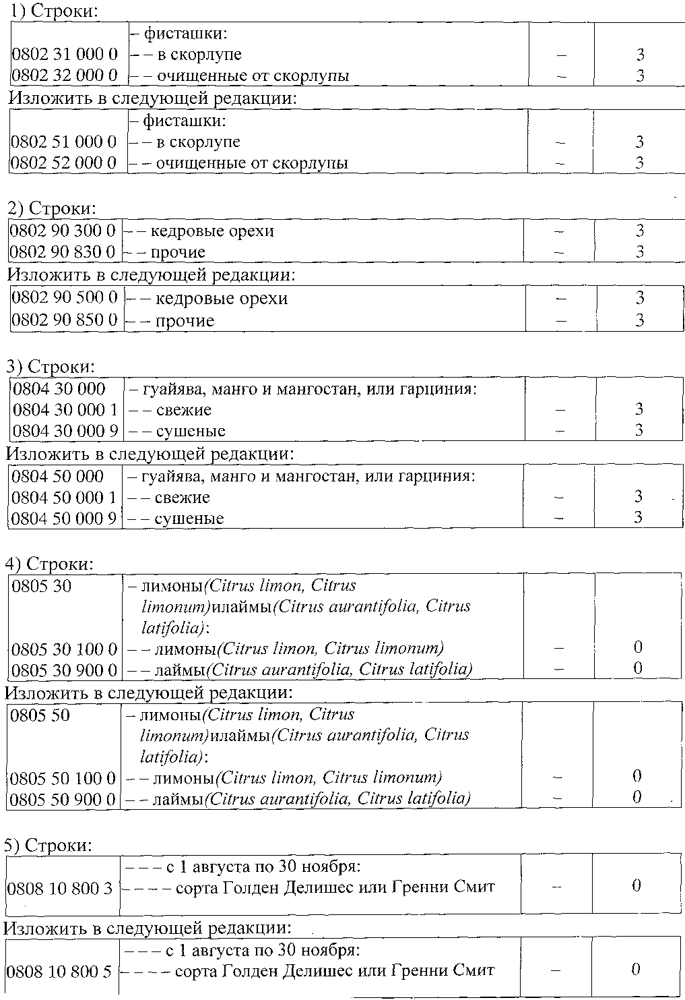 1) Строки:
– фисташки:
0802 31 000 0 – – в скорлупе – 3
0802 32 000 0 – – очищенные от скорлупы – 3
Изложить в следующей редакции:
– фисташки:
0802 51 000 0 – – в скорлупе – 3
0802 52 000 0 – – очищенные от скорлупы – 3
2) Строки:
0802 90 300 0 – – кедровые орехи – 3
0802 90 830 0 – – прочие – 3
Изложить в следующей редакции:
0802 90 500 0 – – кедровые орехи – 3
0802 90 850 0 – – прочие – 3
3) Строки:
0804 30 000 – гуайява, манго и мангостан, или гарциния:
0804 30 000 1 – – свежие – 3
0804 30 000 9 – – сушеные – 3
Изложить в следующей редакции:
0804 50 000 – гуайява, манго и мангостан, или гарциния:
0804 50 000 1 – – свежие – 3
0804 50 000 9 – – сушеные – 3
4) Строки:
0805 30 – лимоны(Citrus limon, Citrus
limonum)илаймы(Citrus aurantifolia, Citrus
latifolia):
0805 30 100 0 – – лимоны(Citrus limon, Citrus limonum) – 0
0805 30 900 0 – – лаймы(Citrus aurantifolia, Citrus latifolia) – 0
Изложить в следующей редакции:
0805 50 – лимоны(Citrus limon, Citrus
limonum)илаймы(Citrus aurantifolia, Citrus
latifolia):
0805 50 100 0 – – лимоны(Citrus limon, Citrus limonum) – 0
0805 50 900 0 – – лаймы(Citrus aurantifolia, Citrus latifolia) – 0
5) Строки:
– – – с 1 августа по 30 ноября:
0808 10 800 3 – – – – сорта Голден Делишес или Гренни Смит – 0
Изложить в следующей редакции:
– – – с 1 августа по 30 ноября:
0808 10 800 5 – – – – сорта Голден Делишес или Гренни Смит – 0